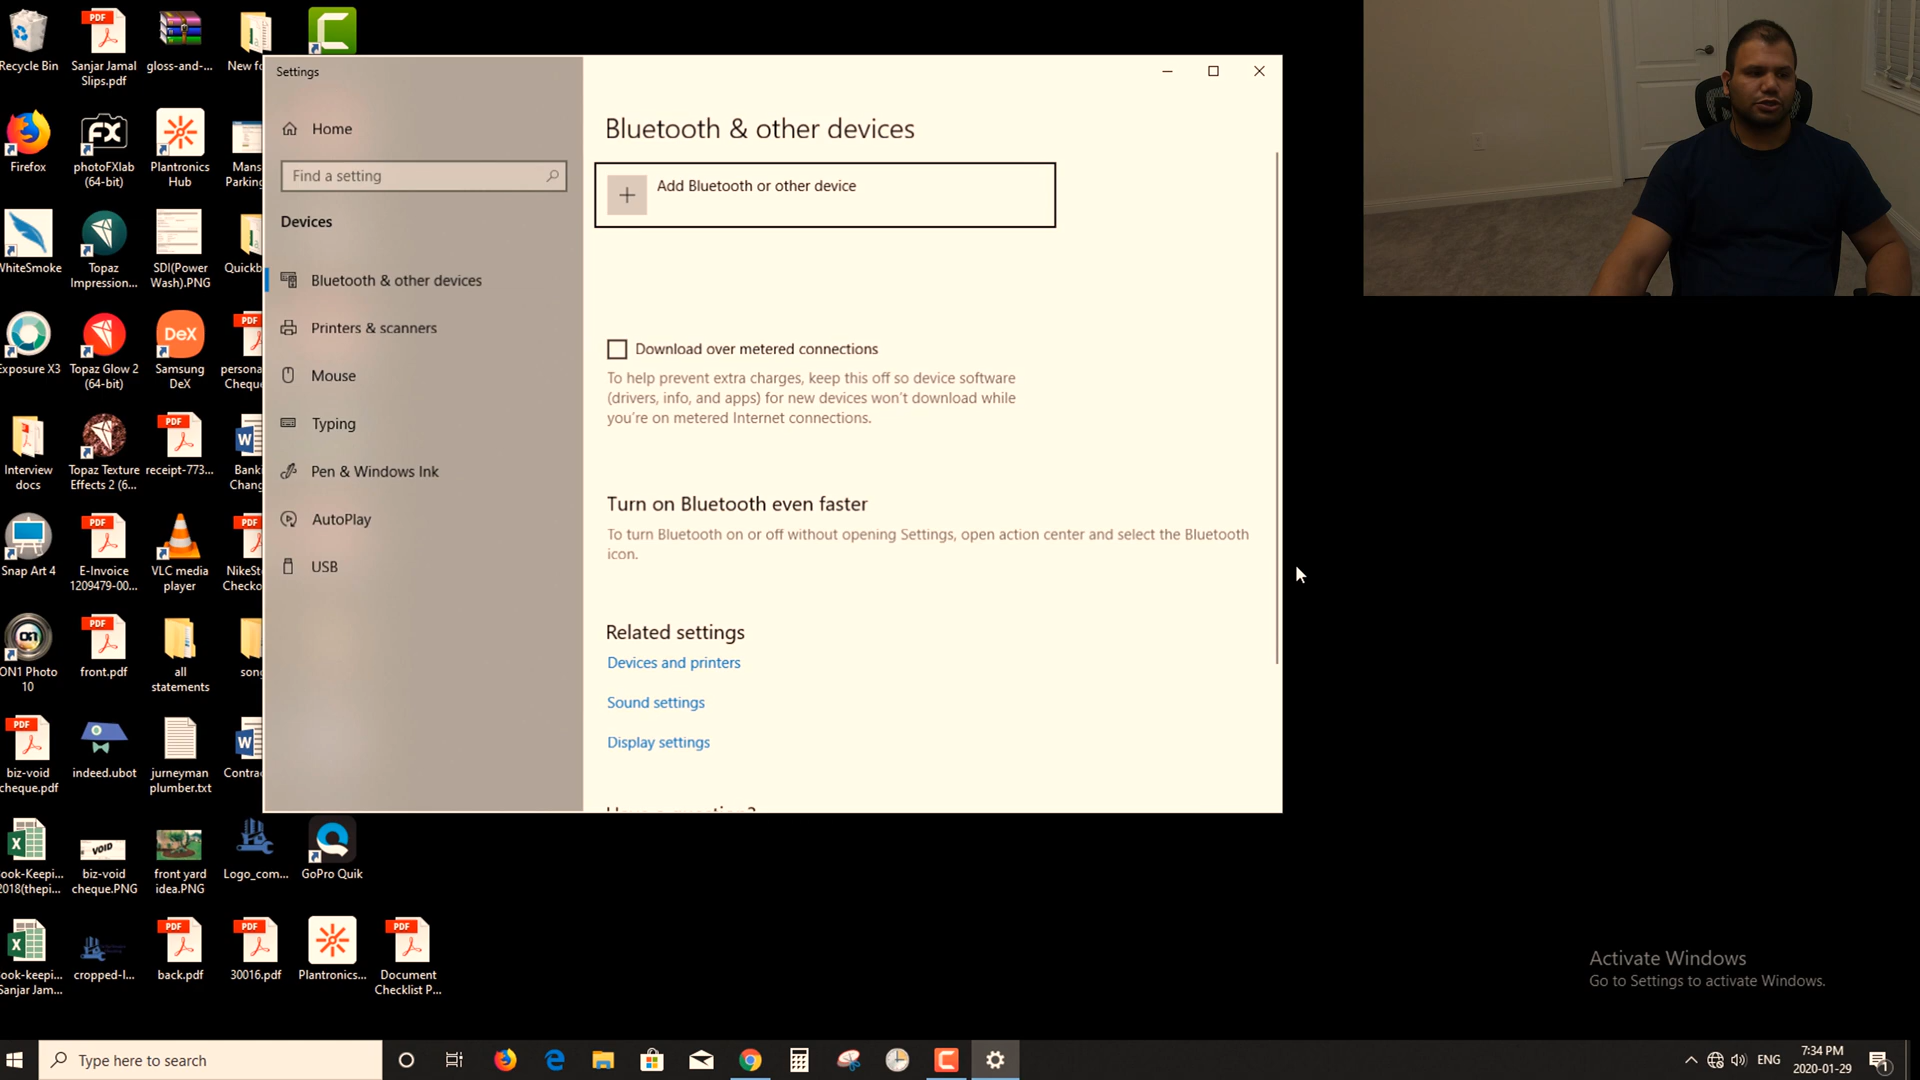 Recycle Bin
Sanjar Jamal
Slips.pdf
gloss-and-...
New fo
Firefox
photoFXlab
(64-bit)
Plantronics
Hub
Mans
Parking
WhiteSmoke
Topaz
Impression...
SDI(Power
Wash).PNG
Quickb
Exposure X3
Topaz Glow 2
(64-bit)
Samsung
DeX
persona
Cheque
Interview
docs
Topaz Texture
Effects 2 (6...
receipt-773...
Banki
Chang
Snap Art 4
E-Invoice
1209479-00...
VLC media
player
NikeSto
Checko
ON1 Photo
10
front.pdf
all
statements
song
biz-void
cheque.pdf
indeed.ubot
jurneyman
plumber.txt
Contrac
ook-Keepi...
2018(thepi...
biz-void
cheque.PNG
front yard
idea.PNG
Logo_com...
GoPro Quik
ook-keepi...
Sanjar Jam...
cropped-l...
back.pdf
30016.pdf
Plantronics...
Document
Checklist P...
Settings
Home
Find a setting
Devices
Bluetooth & other devices
Printers & scanners
Mouse
Typing
Pen & Windows Ink
AutoPlay
USB
Bluetooth & other devices
Add Bluetooth or other device
Download over metered connections
To help prevent extra charges, keep this off so device software
(drivers, info, and apps) for new devices won't download while
you're on metered Internet connections.
Turn on Bluetooth even faster
To turn Bluetooth on or off without opening Settings, open action center and select the Bluetooth
icon.
Related settings
Devices and printers
Sound settings
Display settings
Activate Windows
Go to Settings to activate Windows.
Type here to search
ENG
7:34 PM
2020-01-29
1